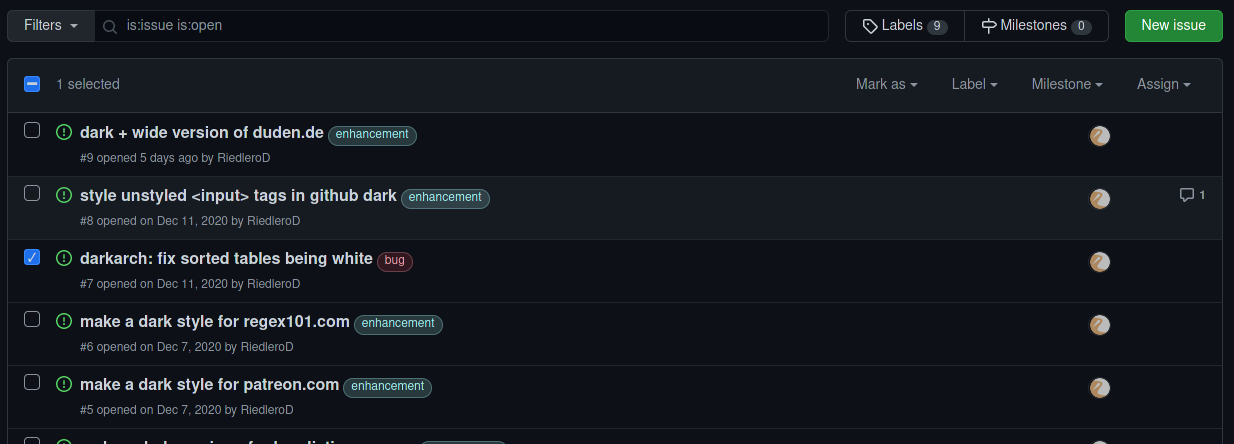 Filters is:issue is:open Labels 9 Milestones 0 New issue
1 selected Mark as Label Milestone Assign
dark + wide version of duden.de enhancement
#9 opened 5 days ago by RiedleroD
style unstyled <input> tags in github dark enhancement 1
#8 opened on Dec 11, 2020 by RiedleroD
darkarch: fix sorted tables being white bug
#7 opened on Dec 11, 2020 by RiedleroD
make a dark style for regex101.com enhancement
#6 opened on Dec 7, 2020 by RiedleroD
make a dark style for patreon.com enhancement
#5 opened on Dec 7, 2020 by RiedleroD